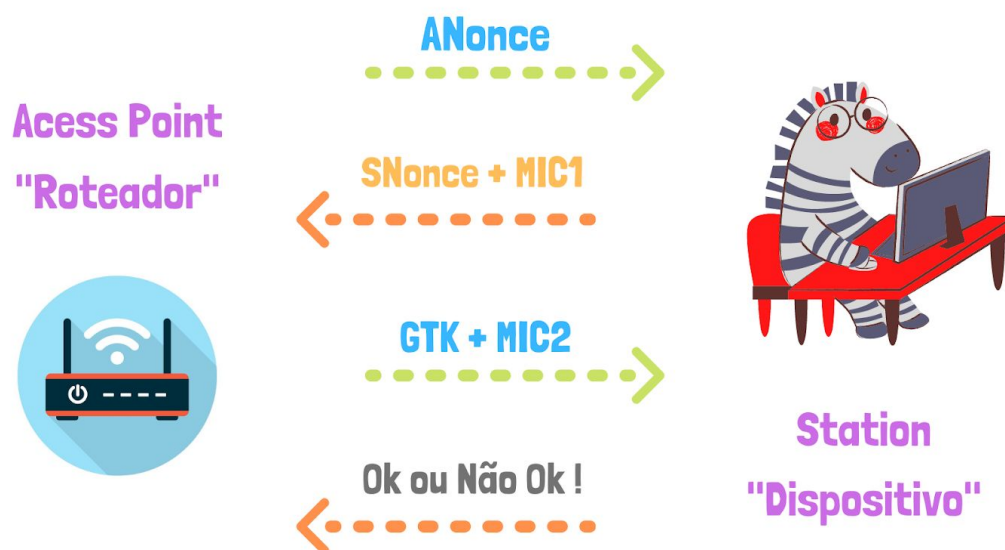 ANonce
Acess Point
"Roteador"
SNonce + MIC1
GTK + MIC2
Ok ou Não Ok !
Station
"Dispositivo"